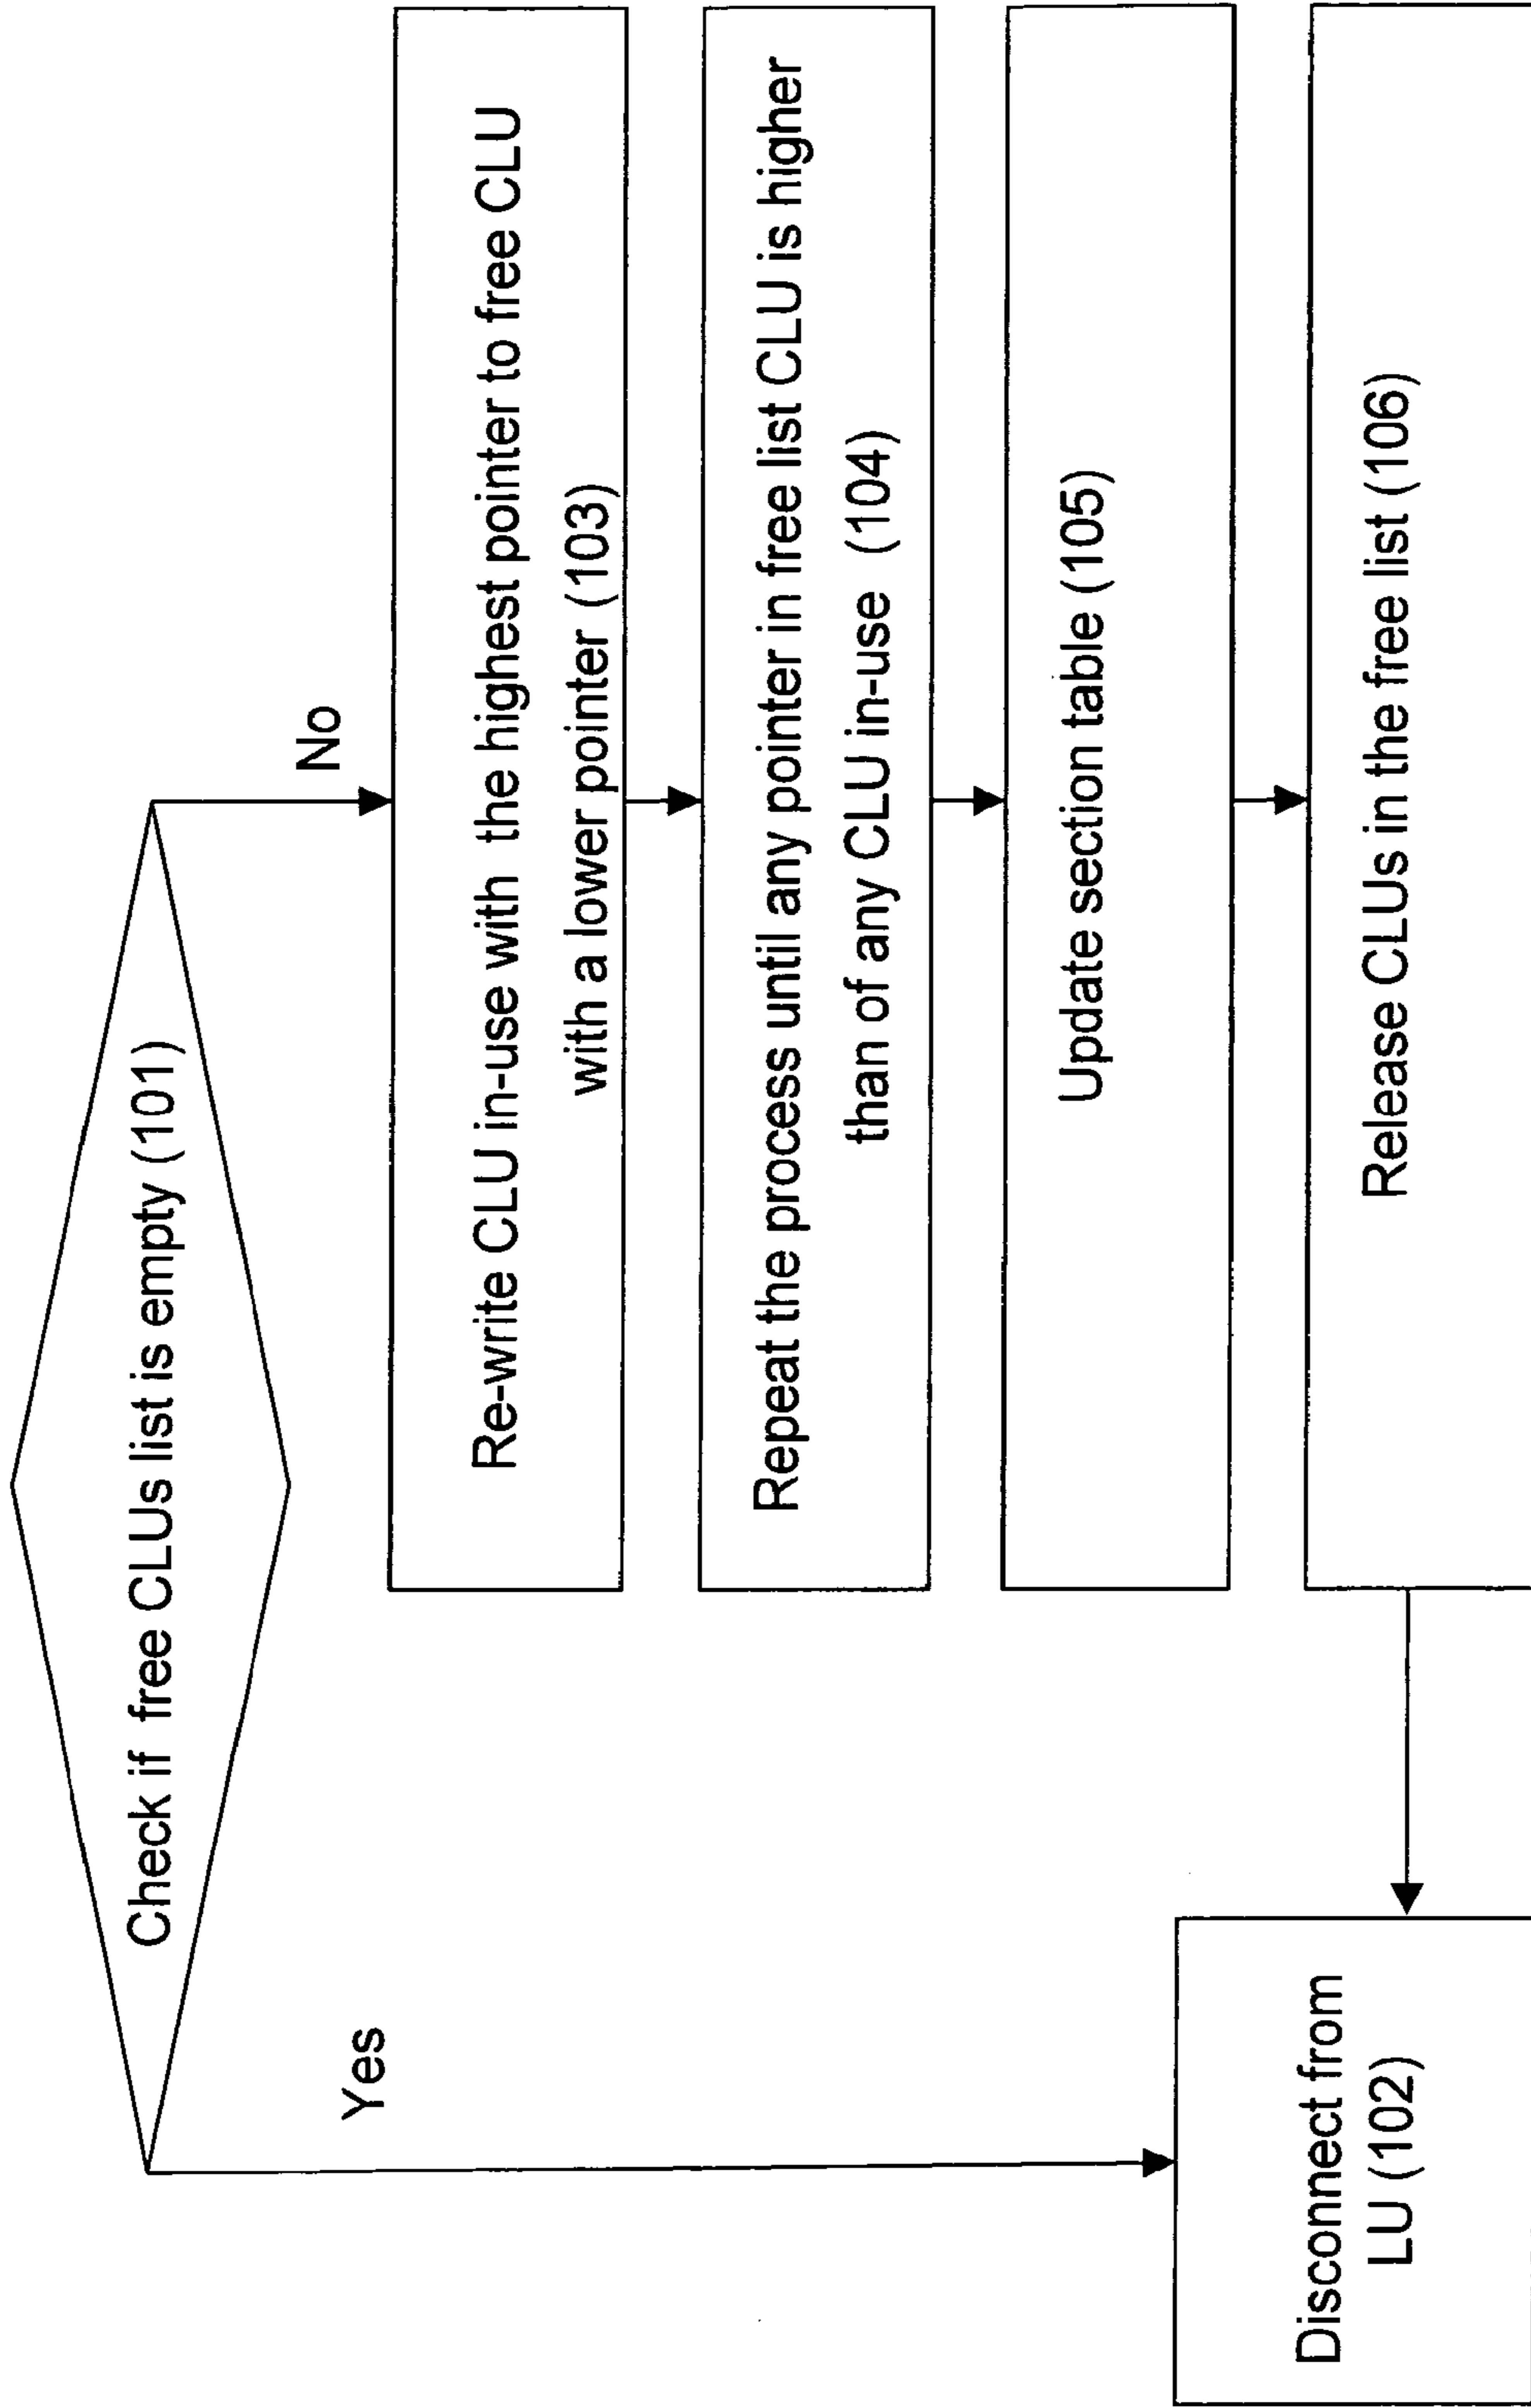 Check if free CLUs list is empty (101)
Yes
No
Re-write CLU in-use with the highest pointer to free CLU
with a lower pointer (103)
Repeat the process until any pointer in free list CLU is higher
than of any CLU in-use (104)
Update section table (105)
Release CLUs in the free list (106)
Disconnect from
LU (102)